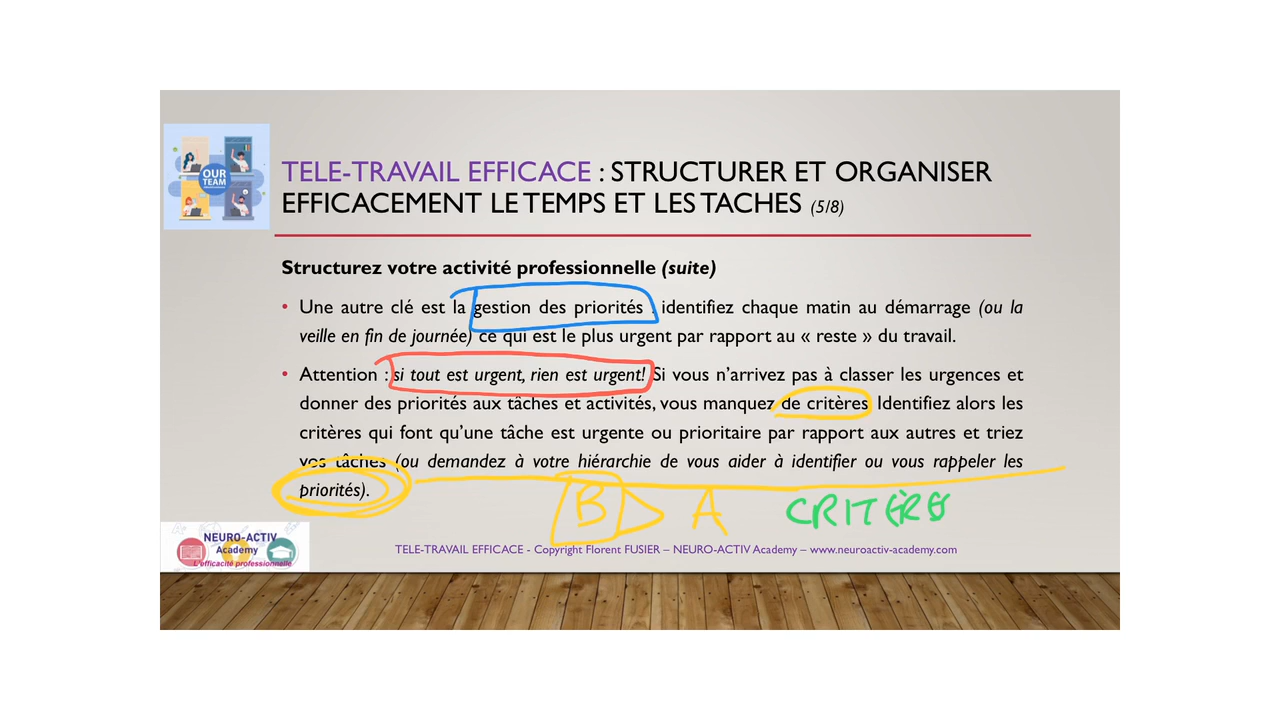 OUR
TEAM
TELE-TRAVAIL EFFICACE : STRUCTURER ET ORGANISER
EFFICACEMENT LE TEMPS ET LES TACHES (5/8)
Structurez votre activité professionnelle (suite)
• Une autre clé est la gestion des priorités : identifiez chaque matin au démarrage (ou la
veille en fin de journée) ce qui est le plus urgent par rapport au « reste » du travail.
• Attention : si tout est urgent, rien est urgent! Si vous n’arrivez pas à classer les urgences et
donner des priorités aux tâches et activités, vous manquez de critères Identifiez alors les
critères qui font qu’une tâche est urgente ou prioritaire par rapport aux autres et triez
vos tâches (ou demandez à votre hiérarchie de vous aider à identifier ou vous rappeler les
priorités).
B > A CRITÈRES
NEURO-ACTIV
Academy
L'efficacité professionnelle
TELE-TRAVAIL EFFICACE - Copyright Florent FUSIER – NEURO-ACTIV Academy – www.neuroactiv-academy.com